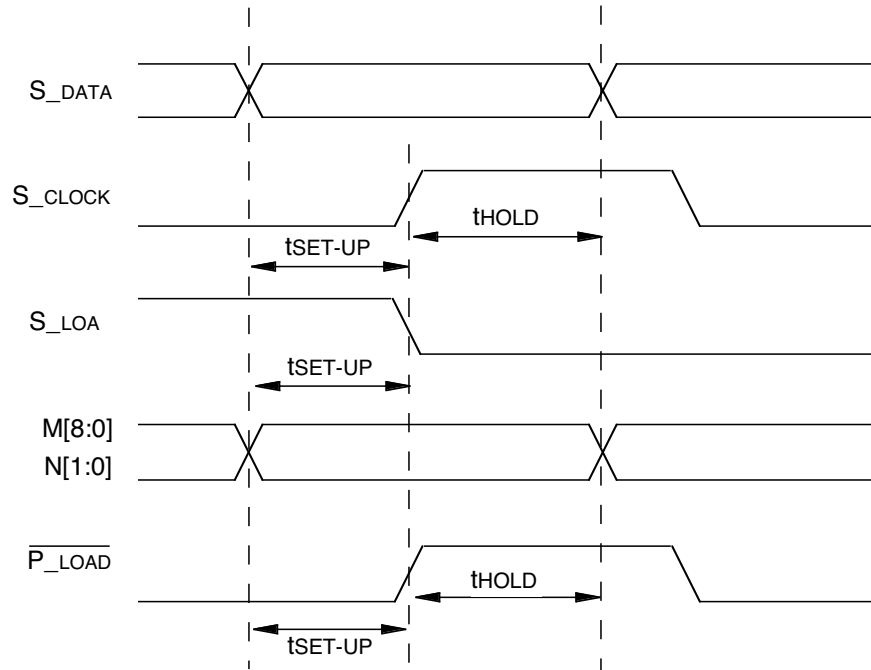 S_DATA
S_CLOCK
tHOLD
tSET-UP
S_LOA
tSET-UP
M[8:0]
N[1:0]
P_LOAD
tHOLD
tSET-UP